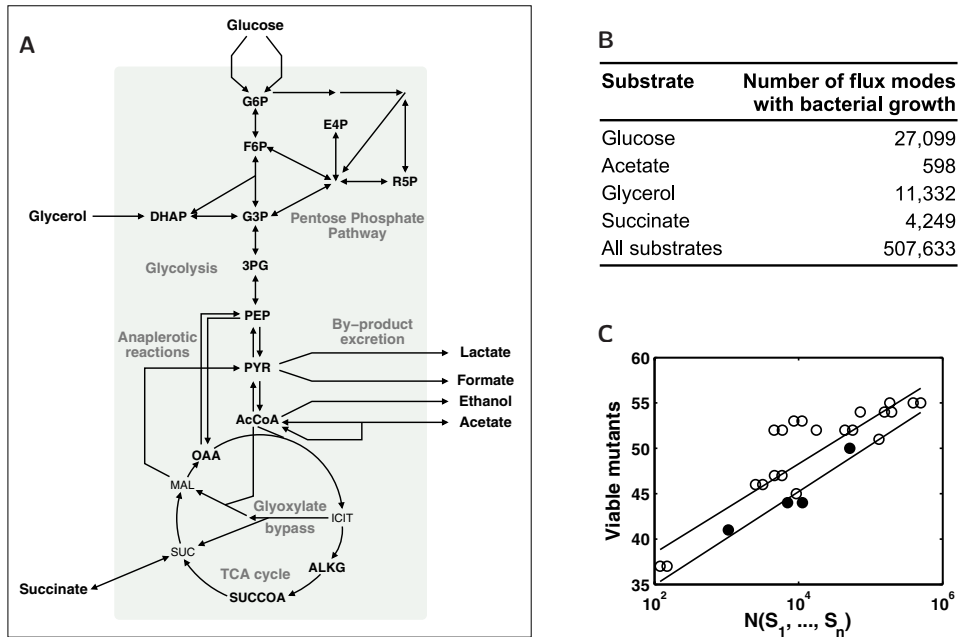 A
Glucose
G6P
E4P
F6P
R5P
Glycerol
DHAP
G3P
Pentose Phosphate
Pathway
Glycolysis
3PG
PEP
Anaplerotic
reactions
By-product
excretion
PYR
Lactate
Formate
Ethanol
AcCoA
Acetate
OAA
MAL
Glyoxylate
bypass
ICIT
SUC
ALKG
TCA cycle
Succinate
SUCCOA
B
Substrate Number of flux modes
with bacterial growth
Glucose 27,099
Acetate 598
Glycerol 11,332
Succinate 4,249
All substrates 507,633
C
Viable mutants
60
55
50
45
40
35
10^2 10^4 10^6
N(S_1, ..., S_n)